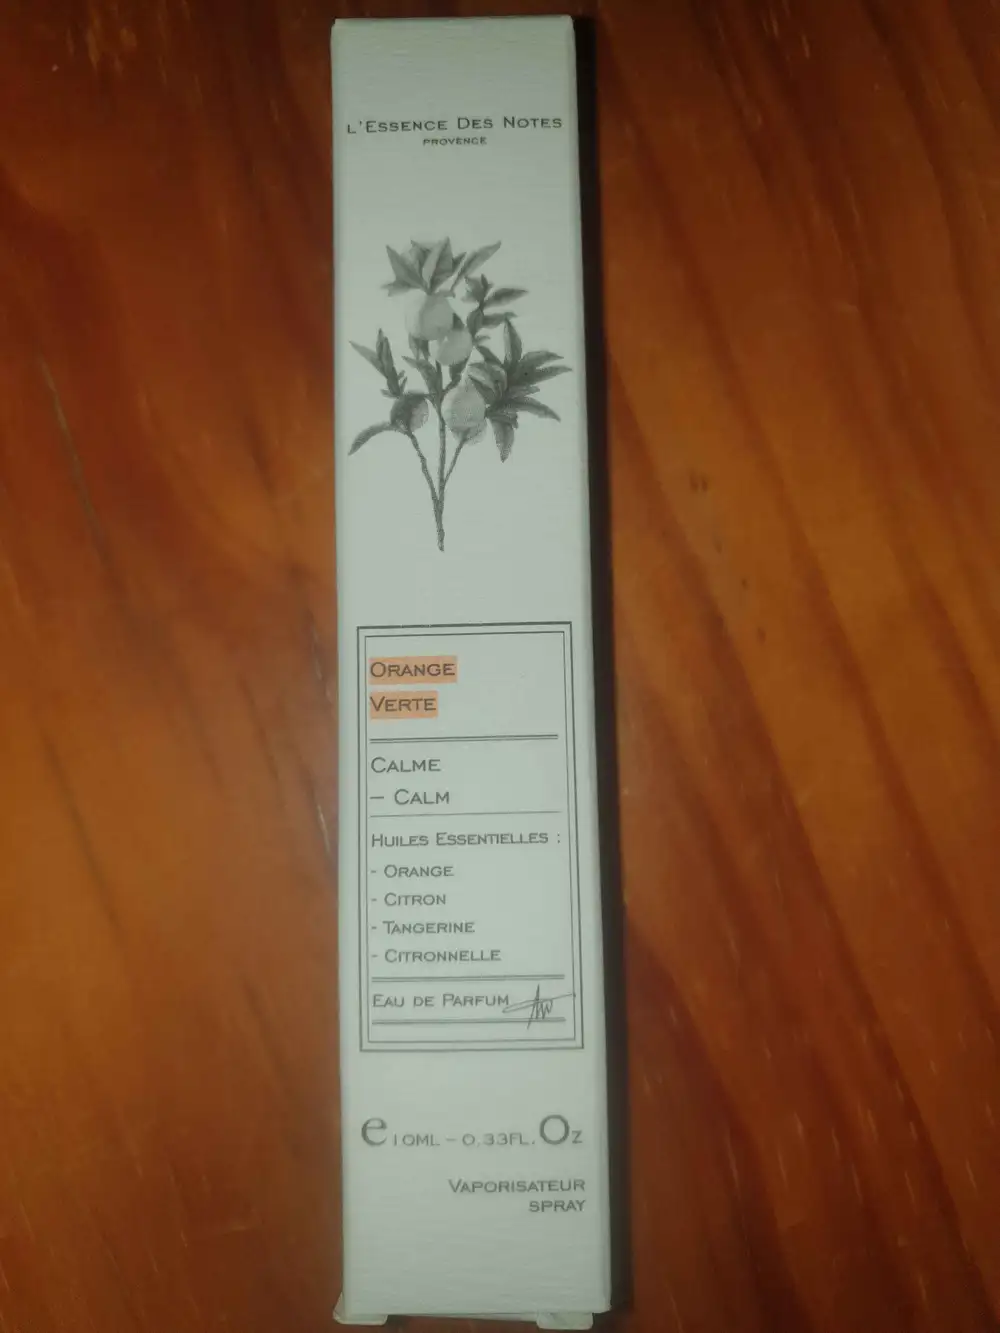 L'Essence Des Notes
PROVENCE
ORANGE
VERTE
CALME
– CALM
HUILES ESSENTIELLES :
- ORANGE
- CITRON
- TANGERINE
- CITRONNELLE
EAU DE PARFUM
e 10ML – 0.33FL. OZ
VAPORISATEUR
SPRAY